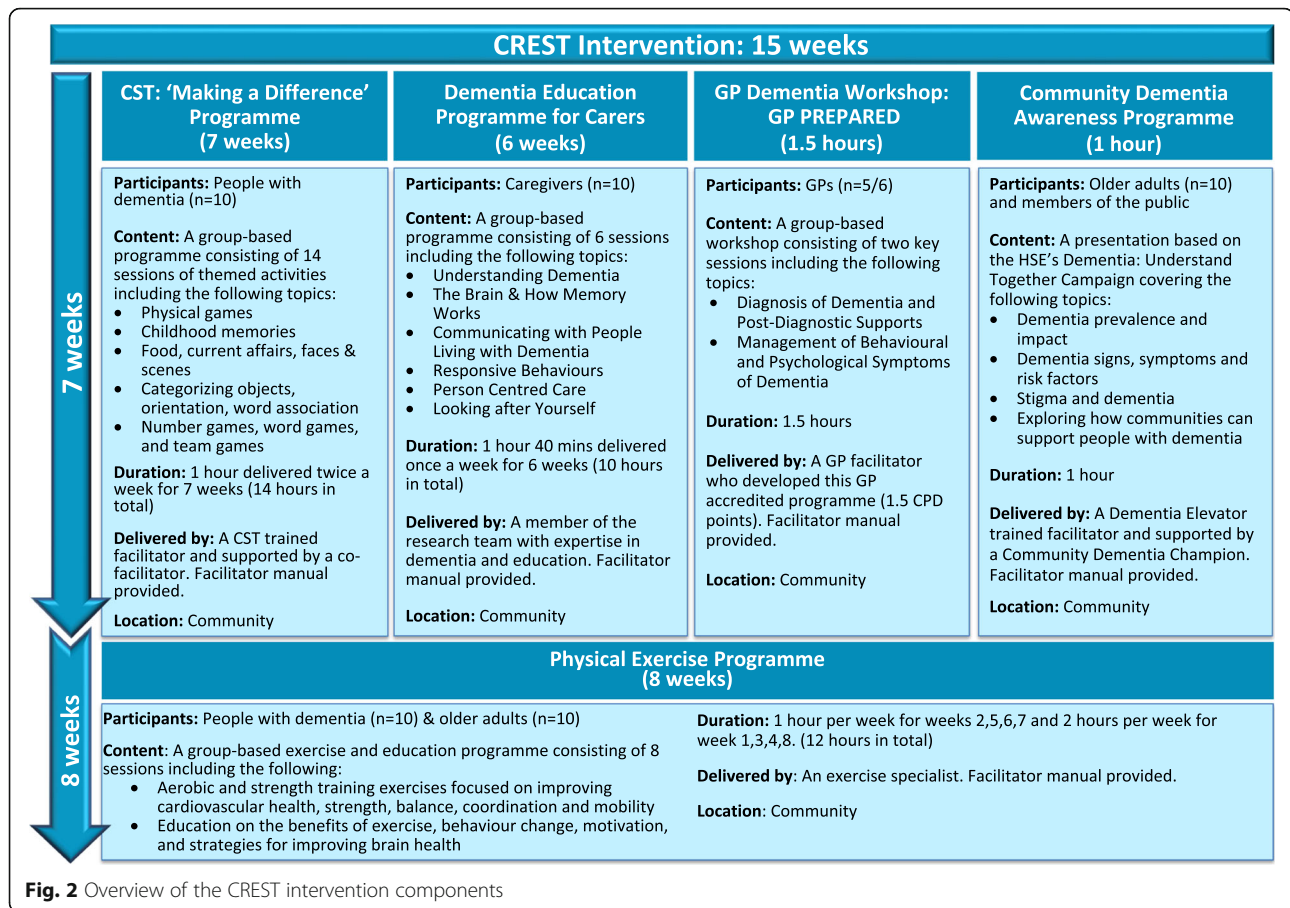 CREST Intervention: 15 weeks
7 weeks
CST: ‘Making a Difference’
Programme
(7 weeks)
Participants: People with
dementia (n=10)
Content: A group-based
programme consisting of 14
sessions of themed activities
including the following topics:
• Physical games
• Childhood memories
• Food, current affairs, faces &
scenes
• Categorizing objects,
orientation, word association
• Number games, word games,
and team games
Duration: 1 hour delivered twice a
week for 7 weeks (14 hours in
total)
Delivered by: A CST trained
facilitator and supported by a co-
facilitator. Facilitator manual
provided.
Location: Community
Dementia Education
Programme for Carers
(6 weeks)
Participants: Caregivers (n=10)
Content: A group-based
programme consisting of 6 sessions
including the following topics:
• Understanding Dementia
• The Brain & How Memory
Works
• Communicating with People
Living with Dementia
• Responsive Behaviours
• Person Centred Care
• Looking after Yourself
Duration: 1 hour 40 mins delivered
once a week for 6 weeks (10 hours
in total)
Delivered by: A member of the
research team with expertise in
dementia and education. Facilitator
manual provided.
Location: Community
GP Dementia Workshop:
GP PREPARED
(1.5 hours)
Participants: GPs (n=5/6)
Content: A group-based
workshop consisting of two key
sessions including the following
topics:
• Diagnosis of Dementia and
Post-Diagnostic Supports
• Management of Behavioural
and Psychological Symptoms
of Dementia
Duration: 1.5 hours
Delivered by: A GP facilitator
who developed this GP
accredited programme (1.5 CPD
points). Facilitator manual
provided.
Location: Community
Community Dementia
Awareness Programme
(1 hour)
Participants: Older adults (n=10)
and members of the public
Content: A presentation based on
the HSE’s Dementia: Understand
Together Campaign covering the
following topics:
• Dementia prevalence and
impact
• Dementia signs, symptoms and
risk factors
• Stigma and dementia
• Exploring how communities can
support people with dementia
Duration: 1 hour
Delivered by: A Dementia Elevator
trained facilitator and supported by
a Community Dementia Champion.
Facilitator manual provided.
Location: Community
8 weeks
Physical Exercise Programme
(8 weeks)
Participants: People with dementia (n=10) & older adults (n=10)
Content: A group-based exercise and education programme consisting of 8
sessions including the following:
• Aerobic and strength training exercises focused on improving
cardiovascular health, strength, balance, coordination and mobility
• Education on the benefits of exercise, behaviour change, motivation,
and strategies for improving brain health
Duration: 1 hour per week for weeks 2,5,6,7 and 2 hours per week for
week 1,3,4,8. (12 hours in total)
Delivered by: An exercise specialist. Facilitator manual provided.
Location: Community
Fig. 2 Overview of the CREST intervention components